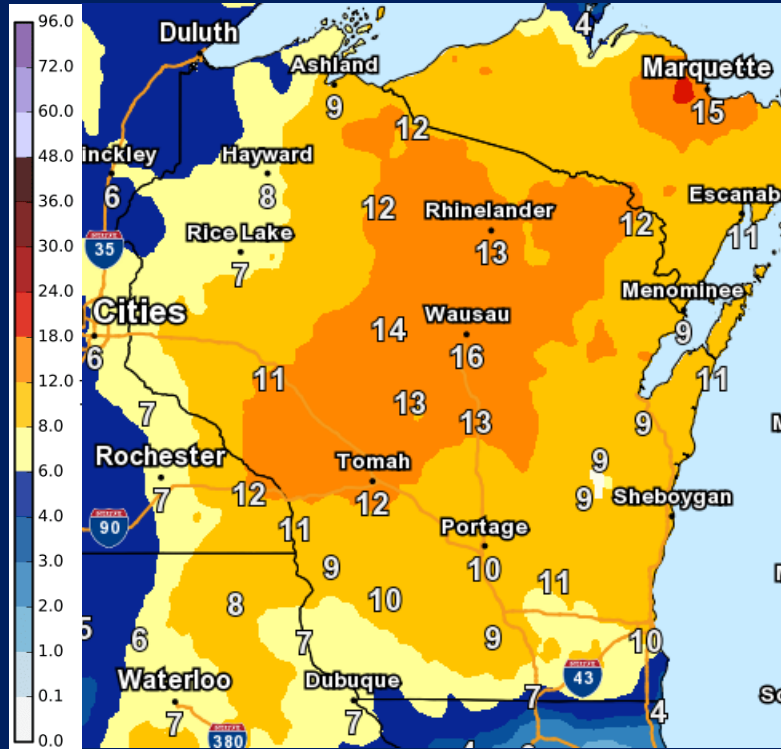 96.0
72.0
60.0
48.0
36.0
30.0
24.0
18.0
12.0
8.0
6.0
4.0
3.0
2.0
1.0
0.1
0.0
4
Duluth
Ashland
9
Marquette
15
12
inckley
6
Hayward
8
12
Rhinelander
13
12
Escanab
11
INTERSTATE
35
Rice Lake
7
Menominee
9
Cities
6
14
Wausau
16
11
11
7
13
13
9
Rochester
7
12
Tomah
12
9
9
Sheboygan
INTERSTATE
90
11
Portage
10
9
11
8
10
5
6
7
9
10
Waterloo
7
Dubuque
7
7
INTERSTATE
43
4
INTERSTATE
380